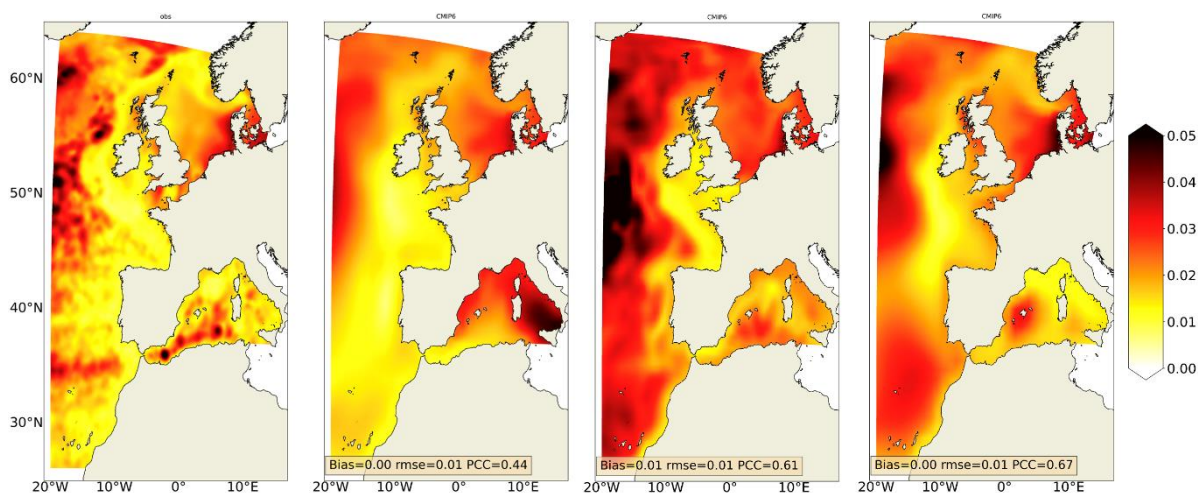 obs
CMIP6
CMIP6
CMIP6
60°N
50°N
40°N
30°N
0.05
0.04
0.03
0.02
0.01
0.00
Bias=0.00 rmse=0.01 PCC=0.44
Bias=0.01 rmse=0.01 PCC=0.61
Bias=0.00 rmse=0.01 PCC=0.67
20°W 10°W 0° 10°E
20°W 10°W 0° 10°E
20°W 10°W 0° 10°E
20°W 10°W 0° 10°E